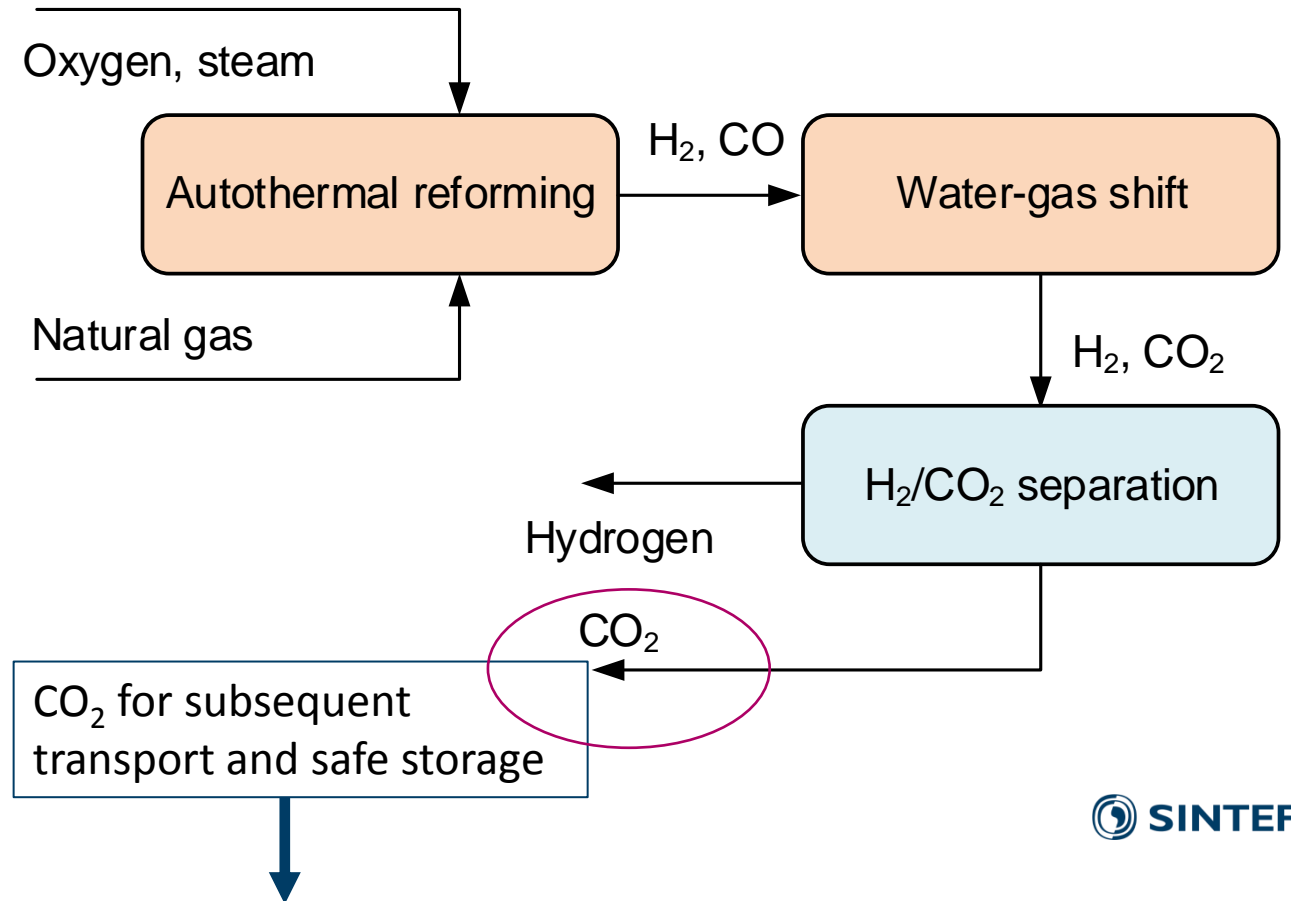 Oxygen, steam
Autothermal reforming
H₂, CO
Water-gas shift
Natural gas
H₂, CO₂
H₂/CO₂ separation
Hydrogen
CO₂
CO₂ for subsequent
transport and safe storage
SINTEF